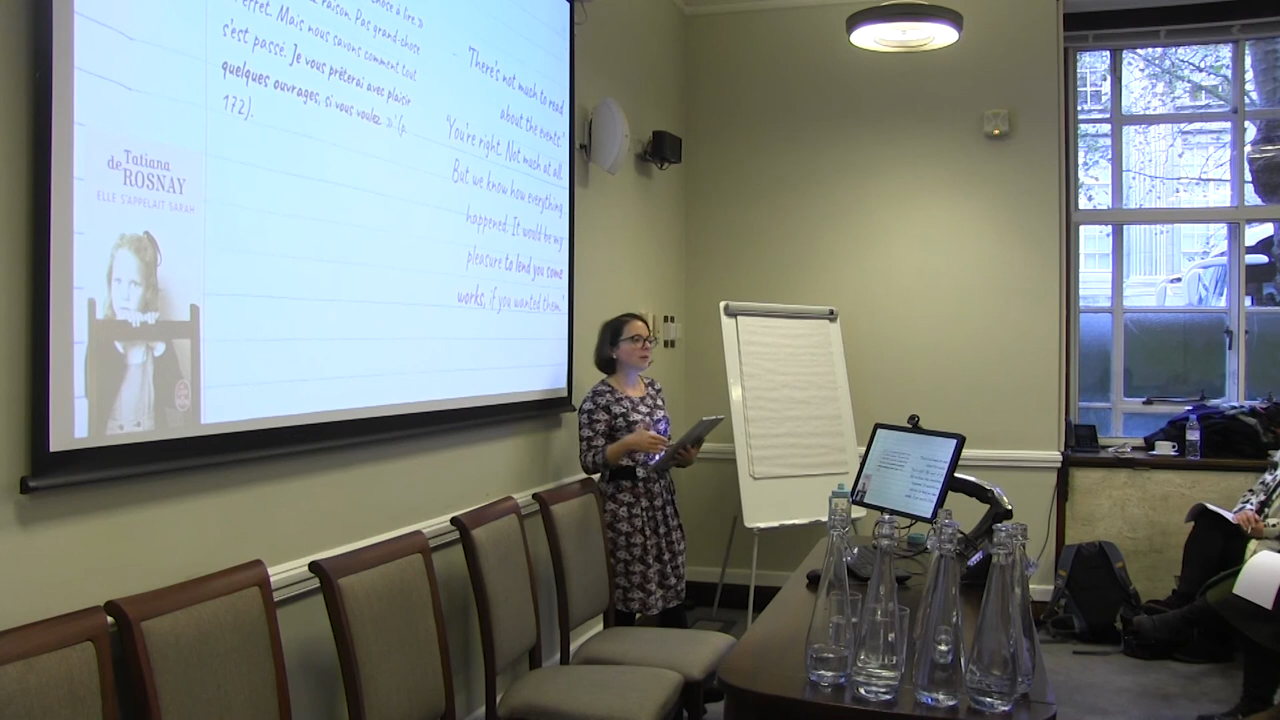 chose à lire »
raison. Pas grand-chose
effet. Mais nous savons comment tout
s'est passé. Je vous prêterai avec plaisir
quelques ouvrages, si vous voulez » (p.
172).
"There's not much to read
about the events."
"You're right. Not much at all.
But we know how everything
happened. It would be my
pleasure to lend you some
works, if you wanted them."
Tatiana
de ROSNAY
ELLE S'APPELAIT SARAH